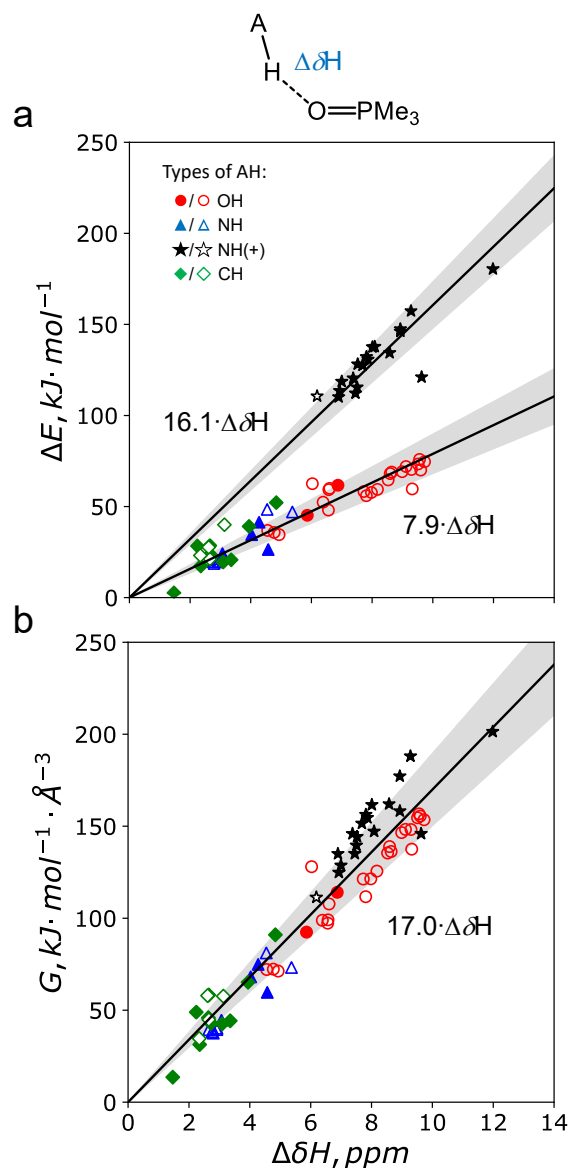 A
H ΔδH
O=PMe₃
a
250
200
150
100
50
0
ΔE, kJ·mol⁻¹
Types of AH:
/ OH
/ NH
/ NH(+)
/ CH
16.1·ΔδH
7.9·ΔδH
b
250
200
150
100
50
0
G, kJ·mol⁻¹·Å⁻³
17.0·ΔδH
0 2 4 6 8 10 12 14
ΔδH, ppm